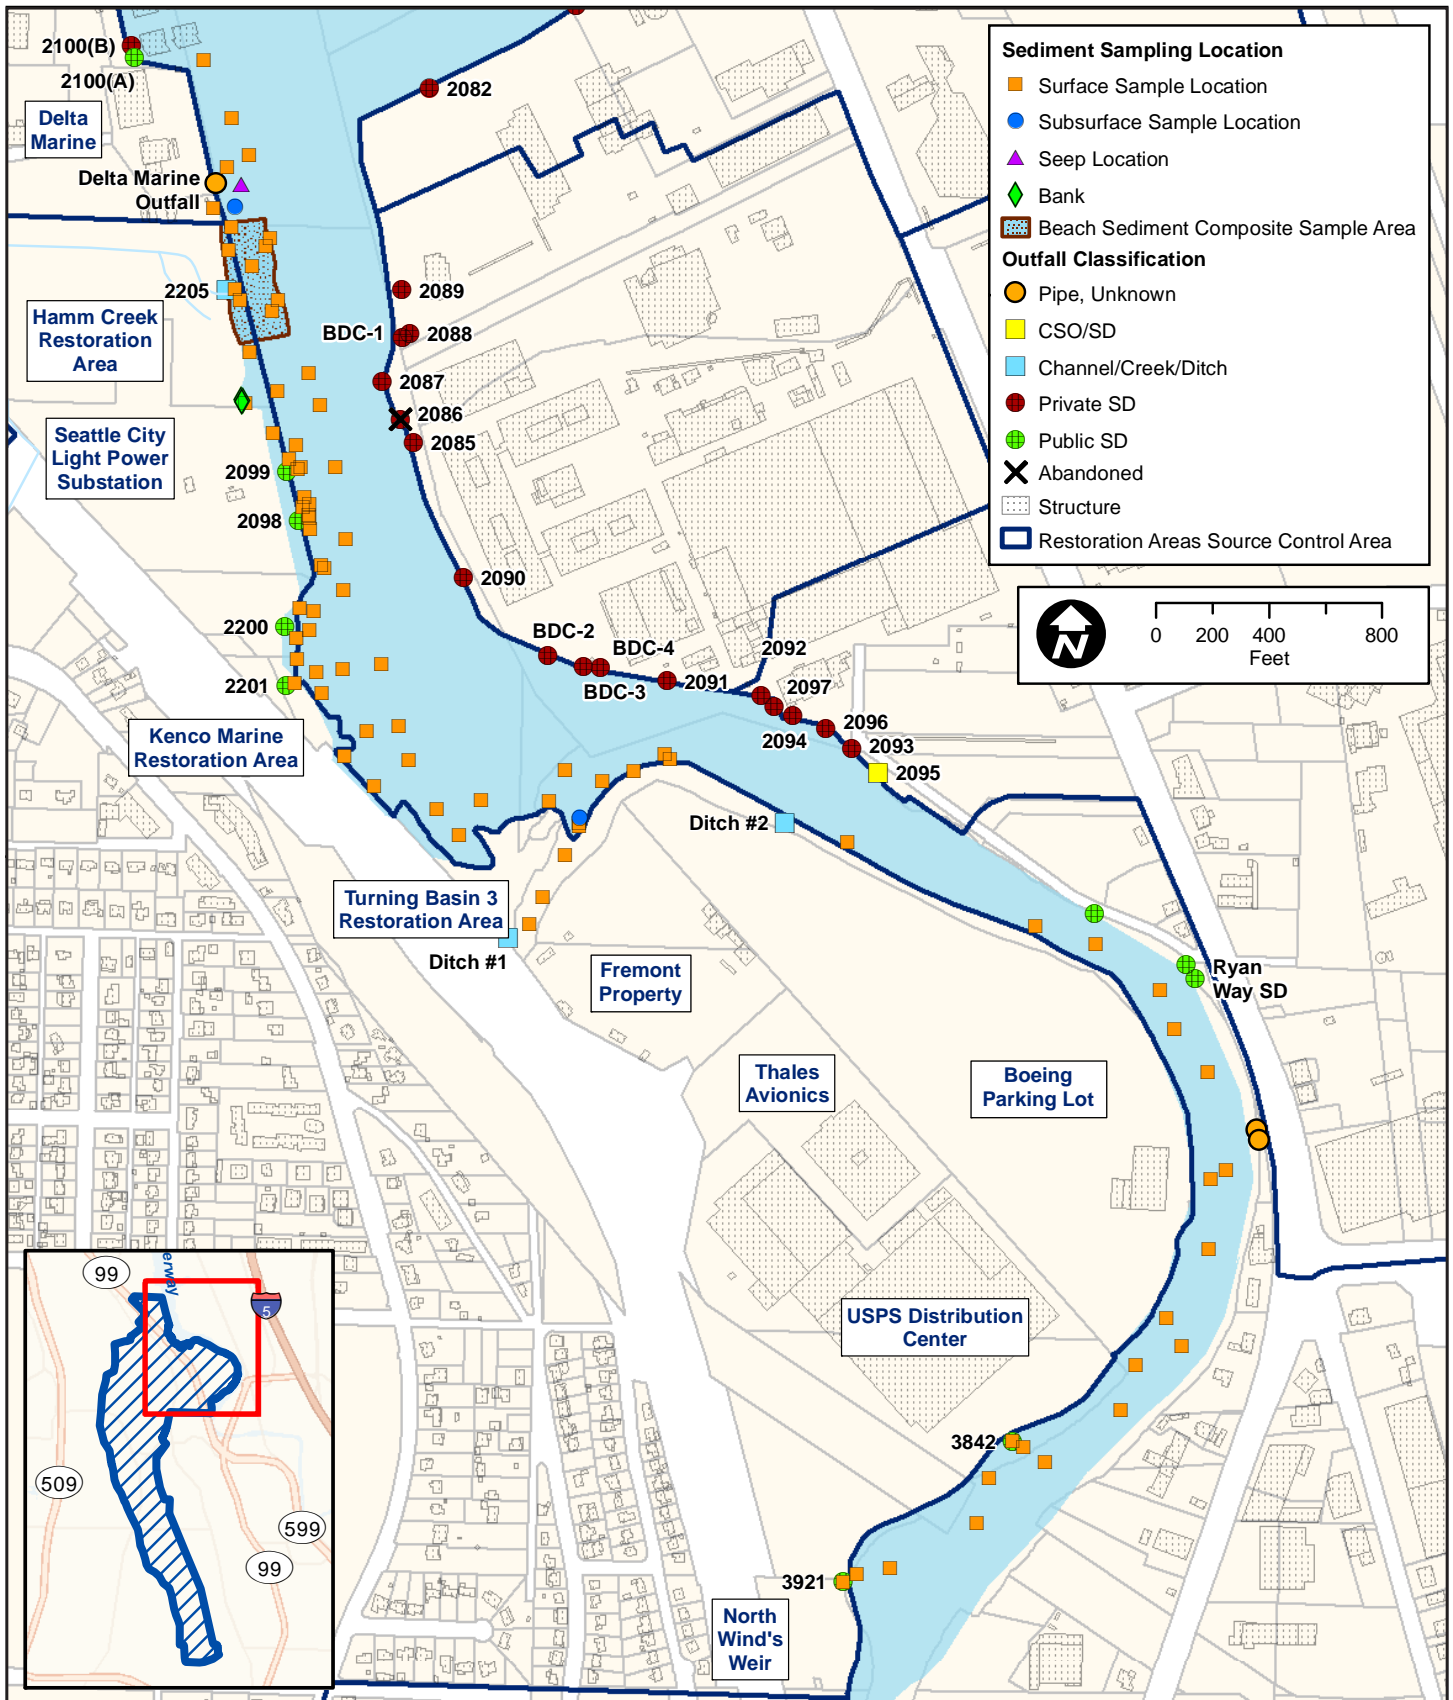 2100(B)
2100(A)
Delta
Marine
Delta Marine
Outfall
2082
2205
Hamm Creek
Restoration
Area
2089
BDC-1
2088
2087
2086
2085
Seattle City
Light Power
Substation
2099
2098
2090
2200
2201
BDC-2
BDC-4
BDC-3
2091
2092
2097
2094
2096
2093
2095
Kenco Marine
Restoration Area
Ditch #2
Turning Basin 3
Restoration Area
Ditch #1
Fremont
Property
Ryan
Way SD
Thales
Avionics
Boeing
Parking Lot
USPS Distribution
Center
3842
3921
North
Wind's
Weir
Sediment Sampling Location
Surface Sample Location
Subsurface Sample Location
Seep Location
Bank
Beach Sediment Composite Sample Area
Outfall Classification
Pipe, Unknown
CSO/SD
Channel/Creek/Ditch
Private SD
Public SD
Abandoned
Structure
Restoration Areas Source Control Area
N
0 200 400 800
Feet
99
erway
5
509
599
99